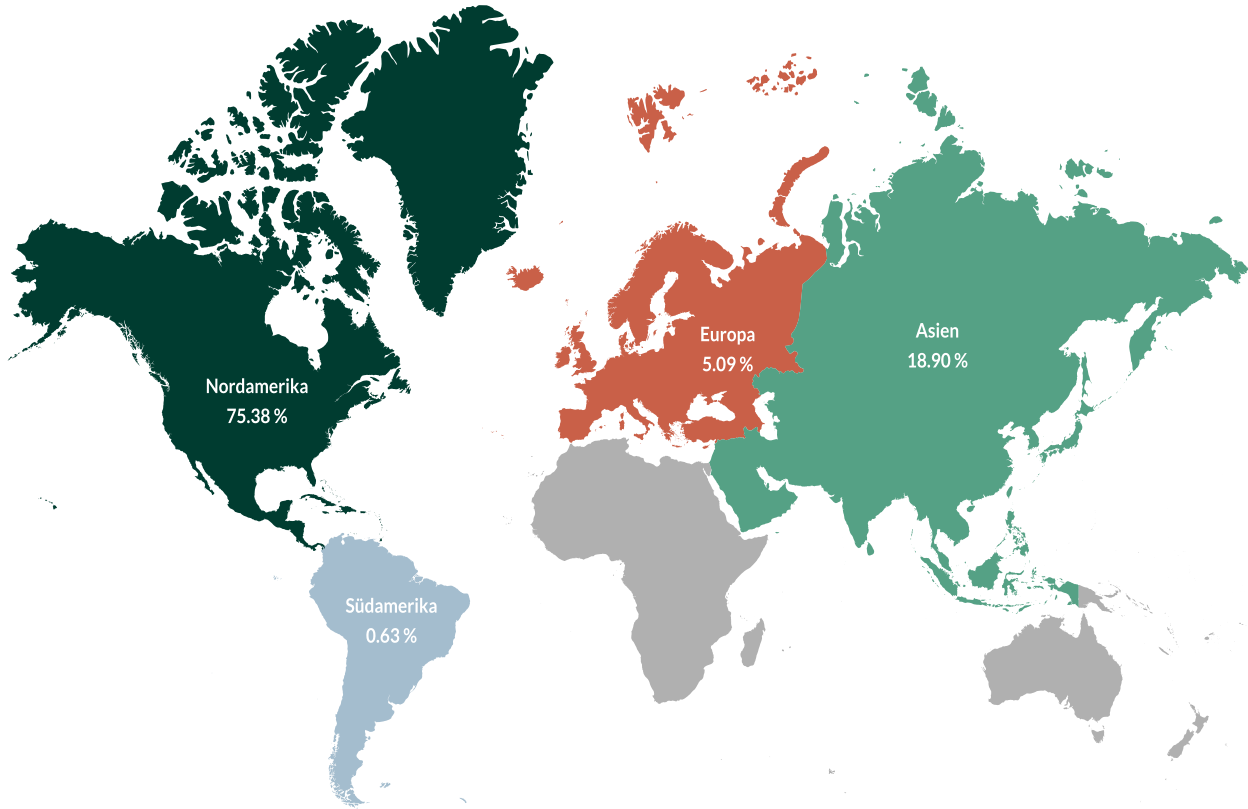 Nordamerika
75.38 %
Europa
5.09 %
Asien
18.90 %
Südamerika
0.63 %